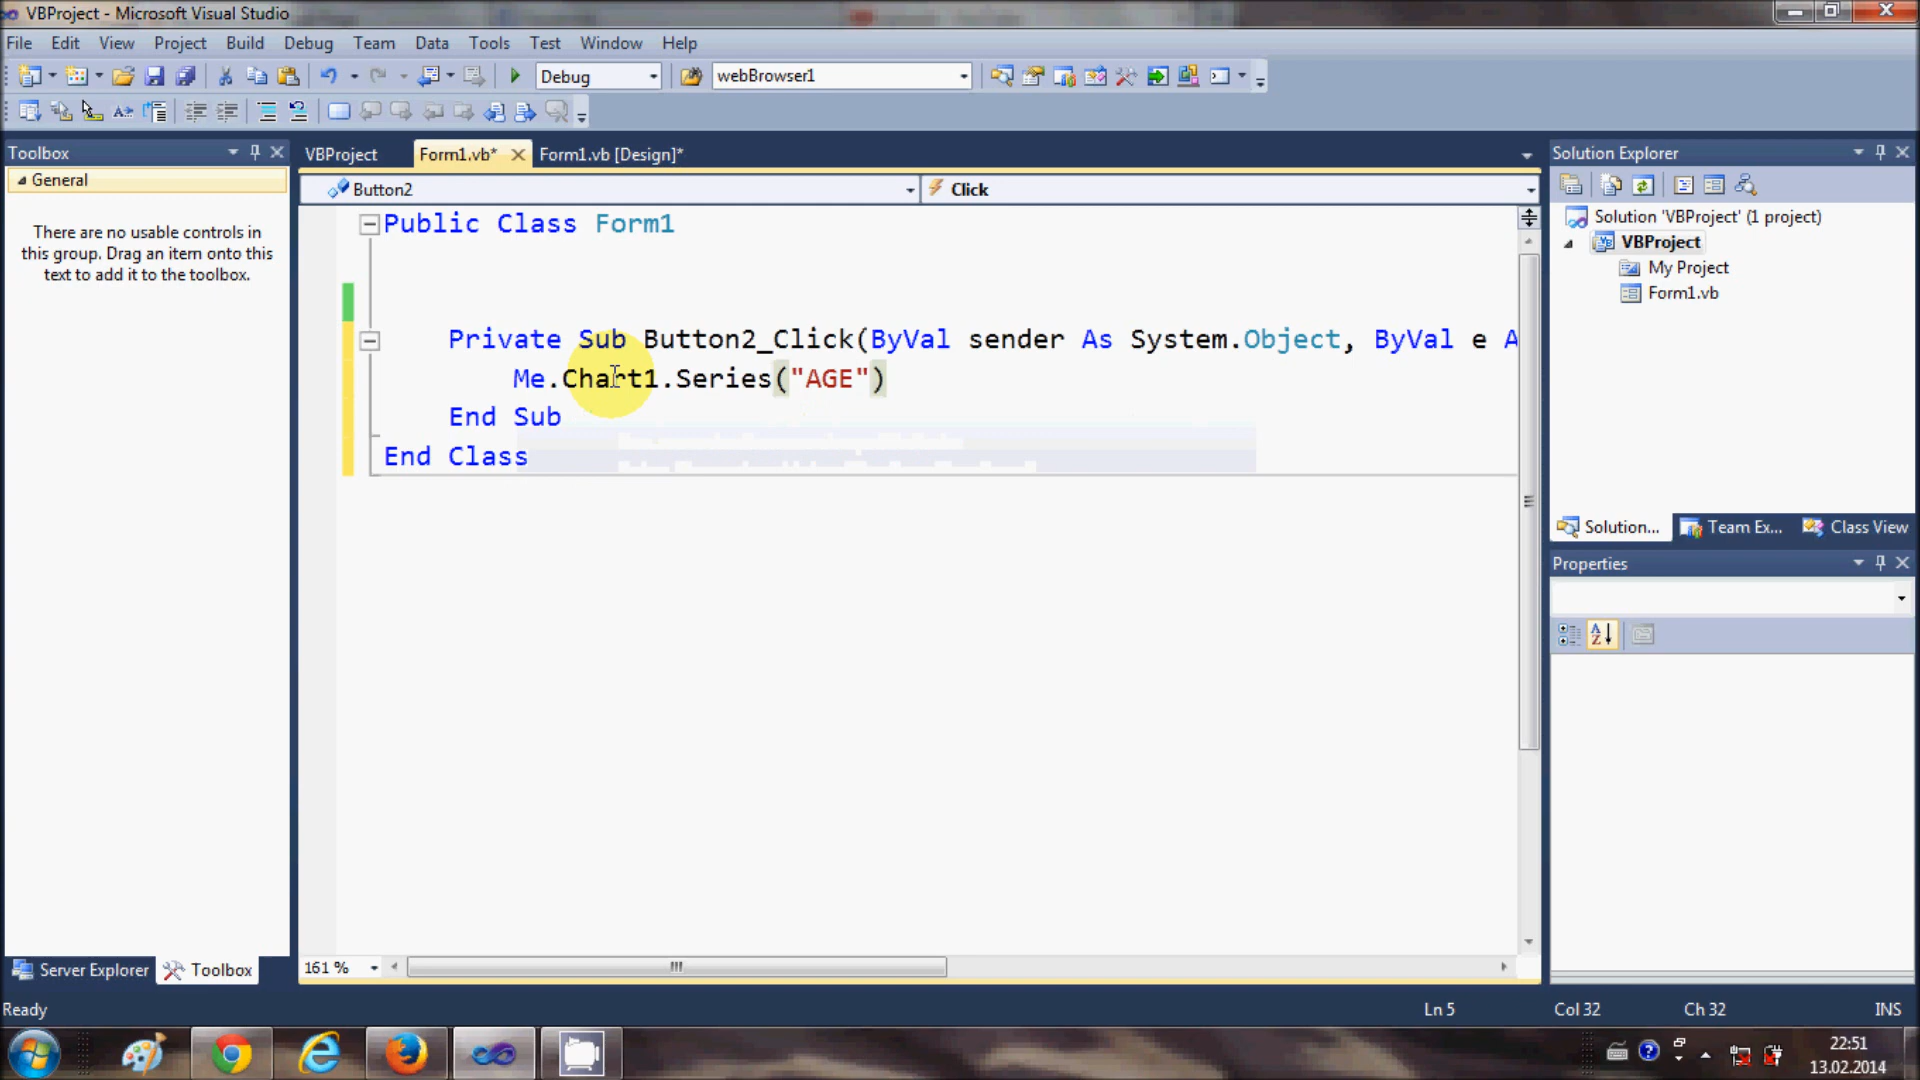 VBProject - Microsoft Visual Studio
File Edit View Project Build Debug Team Data Tools Test Window Help
Debug webBrowser1
Toolbox
General
There are no usable controls in
this group. Drag an item onto this
text to add it to the toolbox.
Server Explorer Toolbox
VBProject Form1.vb* Form1.vb [Design]*
Button2 Click
Public Class Form1
Private Sub Button2_Click(ByVal sender As System.Object, ByVal e A
Me.Chart1.Series("AGE")
End Sub
End Class
161 %
Solution Explorer
Solution 'VBProject' (1 project)
VBProject
My Project
Form1.vb
Solution... Team Ex... Class View
Properties
Ready Ln 5 Col 32 Ch 32 INS
22:51
13.02.2014